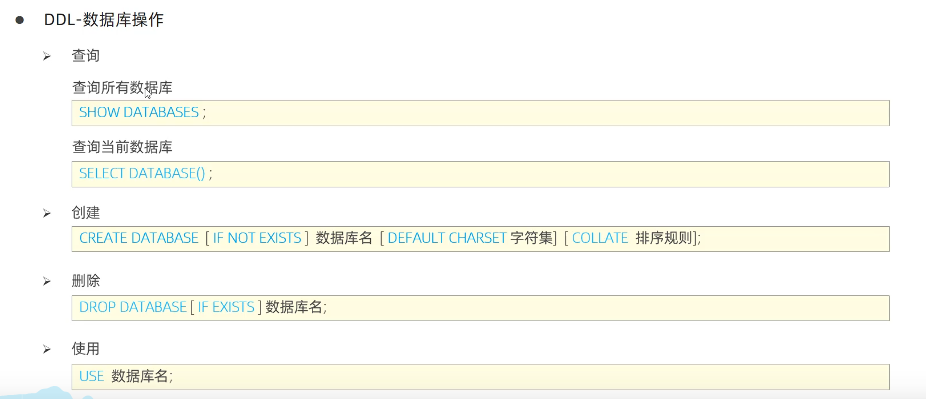 DDL-数据库操作
查询
查询所有数据库
SHOW DATABASES ;
查询当前数据库
SELECT DATABASE() ;
创建
CREATE DATABASE [ IF NOT EXISTS ] 数据库名 [ DEFAULT CHARSET 字符集] [ COLLATE 排序规则];
删除
DROP DATABASE [ IF EXISTS ] 数据库名;
使用
USE 数据库名;